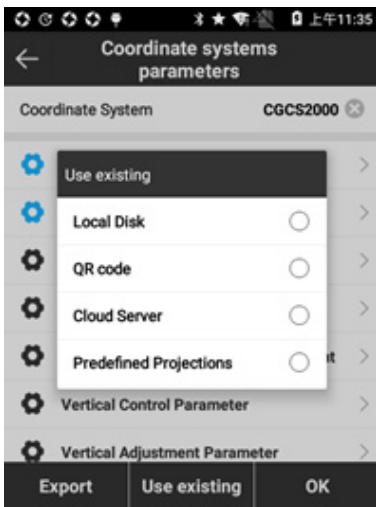 上午11:35
Coordinate systems
parameters
Coordinate System CGCS2000
Use existing
Local Disk
QR code
Cloud Server
Predefined Projections
Vertical Control Parameter
Vertical Adjustment Parameter
Export Use existing OK